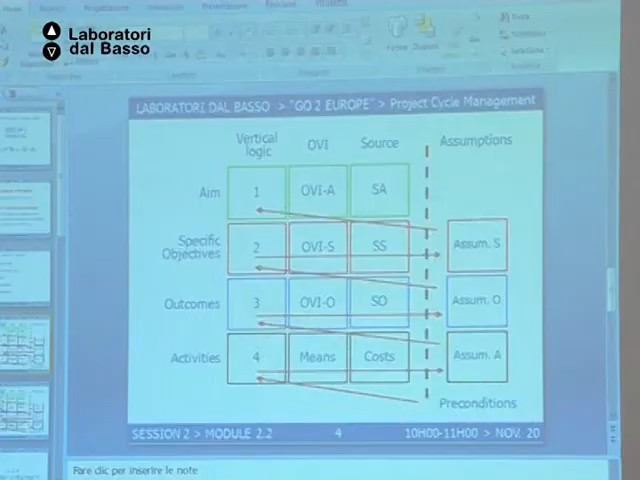 Laboratori
dal Basso
LABORATORI DAL BASSO > "GO 2 EUROPE" > Project Cycle Management
Vertical
logic
OVI
Source
Assumptions
Aim
1
OVI-A
SA
Specific
Objectives
2
OVI-S
SS
Assum. S
Outcomes
3
OVI-O
SO
Assum. O
Activities
4
Means
Costs
Assum. A
Preconditions
SESSION 2 > MODULE 2.2
4
10H00-11H00 > NOV. 20
Fare clic per inserire le note